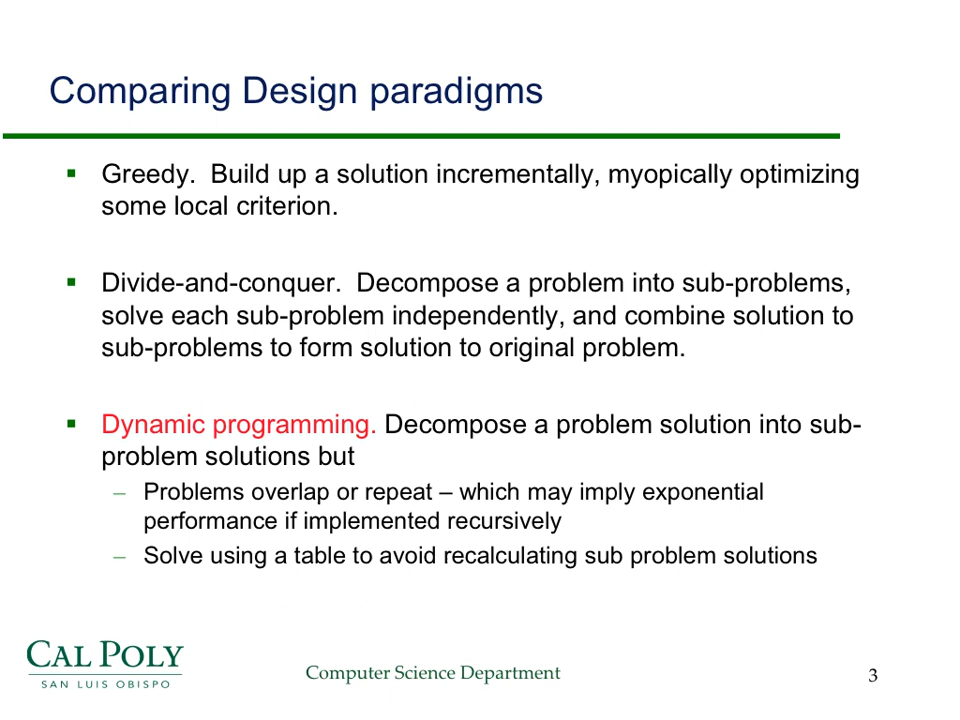 Comparing Design paradigms
▪ Greedy.  Build up a solution incrementally, myopically optimizing
some local criterion.
▪ Divide-and-conquer.  Decompose a problem into sub-problems,
solve each sub-problem independently, and combine solution to
sub-problems to form solution to original problem.
▪ Dynamic programming. Decompose a problem solution into sub-
problem solutions but
– Problems overlap or repeat – which may imply exponential
performance if implemented recursively
– Solve using a table to avoid recalculating sub problem solutions
CAL POLY
SAN LUIS OBISPO
Computer Science Department
3